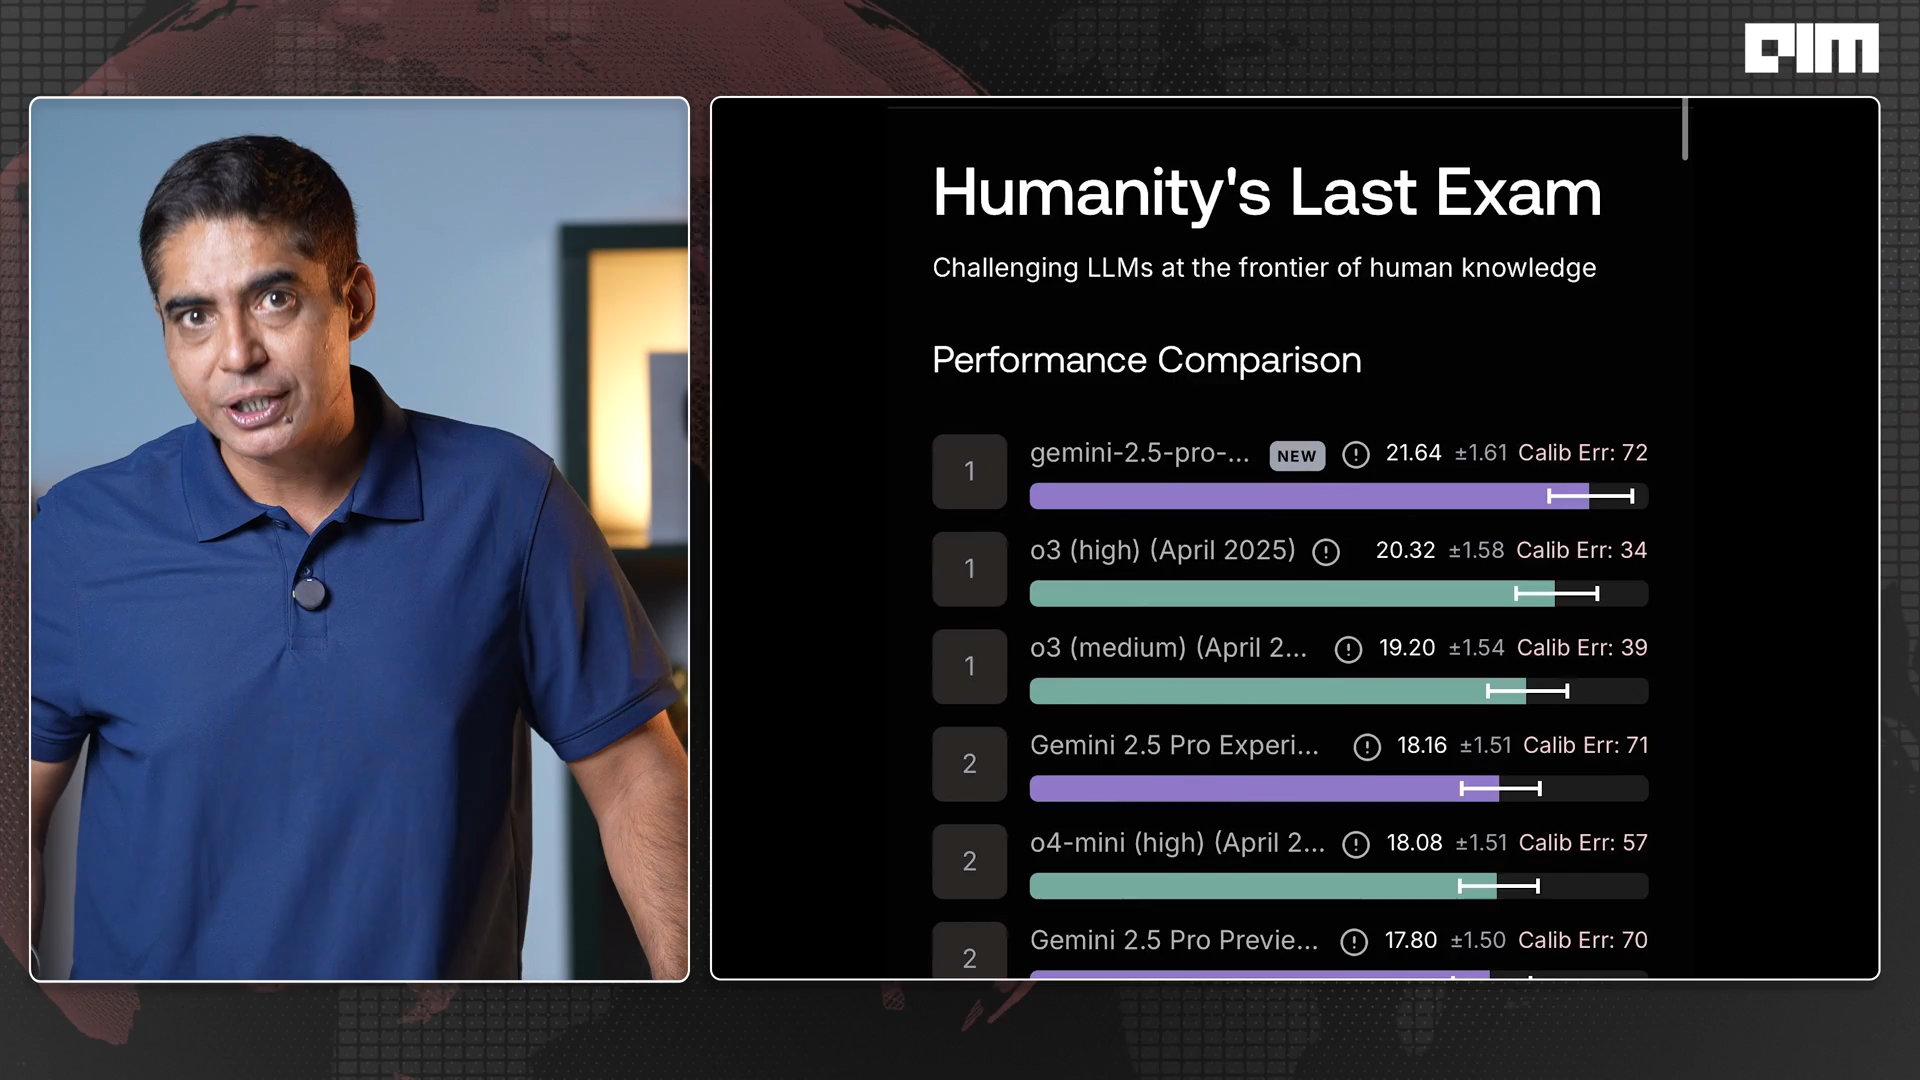 AIM
Humanity's Last Exam
Challenging LLMs at the frontier of human knowledge
Performance Comparison
1 gemini-2.5-pro-... NEW 21.64 ±1.61 Calib Err: 72
1 o3 (high) (April 2025) 20.32 ±1.58 Calib Err: 34
1 o3 (medium) (April 2... 19.20 ±1.54 Calib Err: 39
2 Gemini 2.5 Pro Experi... 18.16 ±1.51 Calib Err: 71
2 o4-mini (high) (April 2... 18.08 ±1.51 Calib Err: 57
2 Gemini 2.5 Pro Previe... 17.80 ±1.50 Calib Err: 70